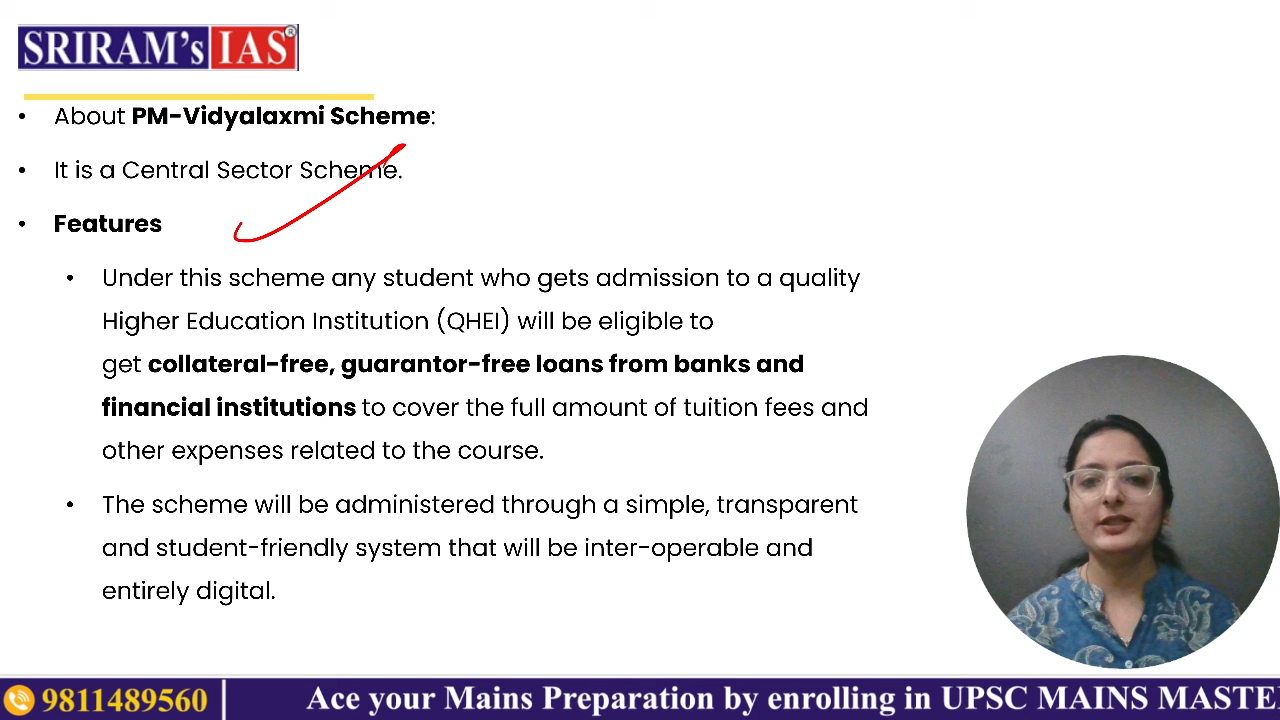 SRIRAM's IAS®
• About PM-Vidyalaxmi Scheme:
• It is a Central Sector Scheme.
• Features
• Under this scheme any student who gets admission to a quality
Higher Education Institution (QHEI) will be eligible to
get collateral-free, guarantor-free loans from banks and
financial institutions to cover the full amount of tuition fees and
other expenses related to the course.
• The scheme will be administered through a simple, transparent
and student-friendly system that will be inter-operable and
entirely digital.
9811489560 Ace your Mains Preparation by enrolling in UPSC MAINS MASTE